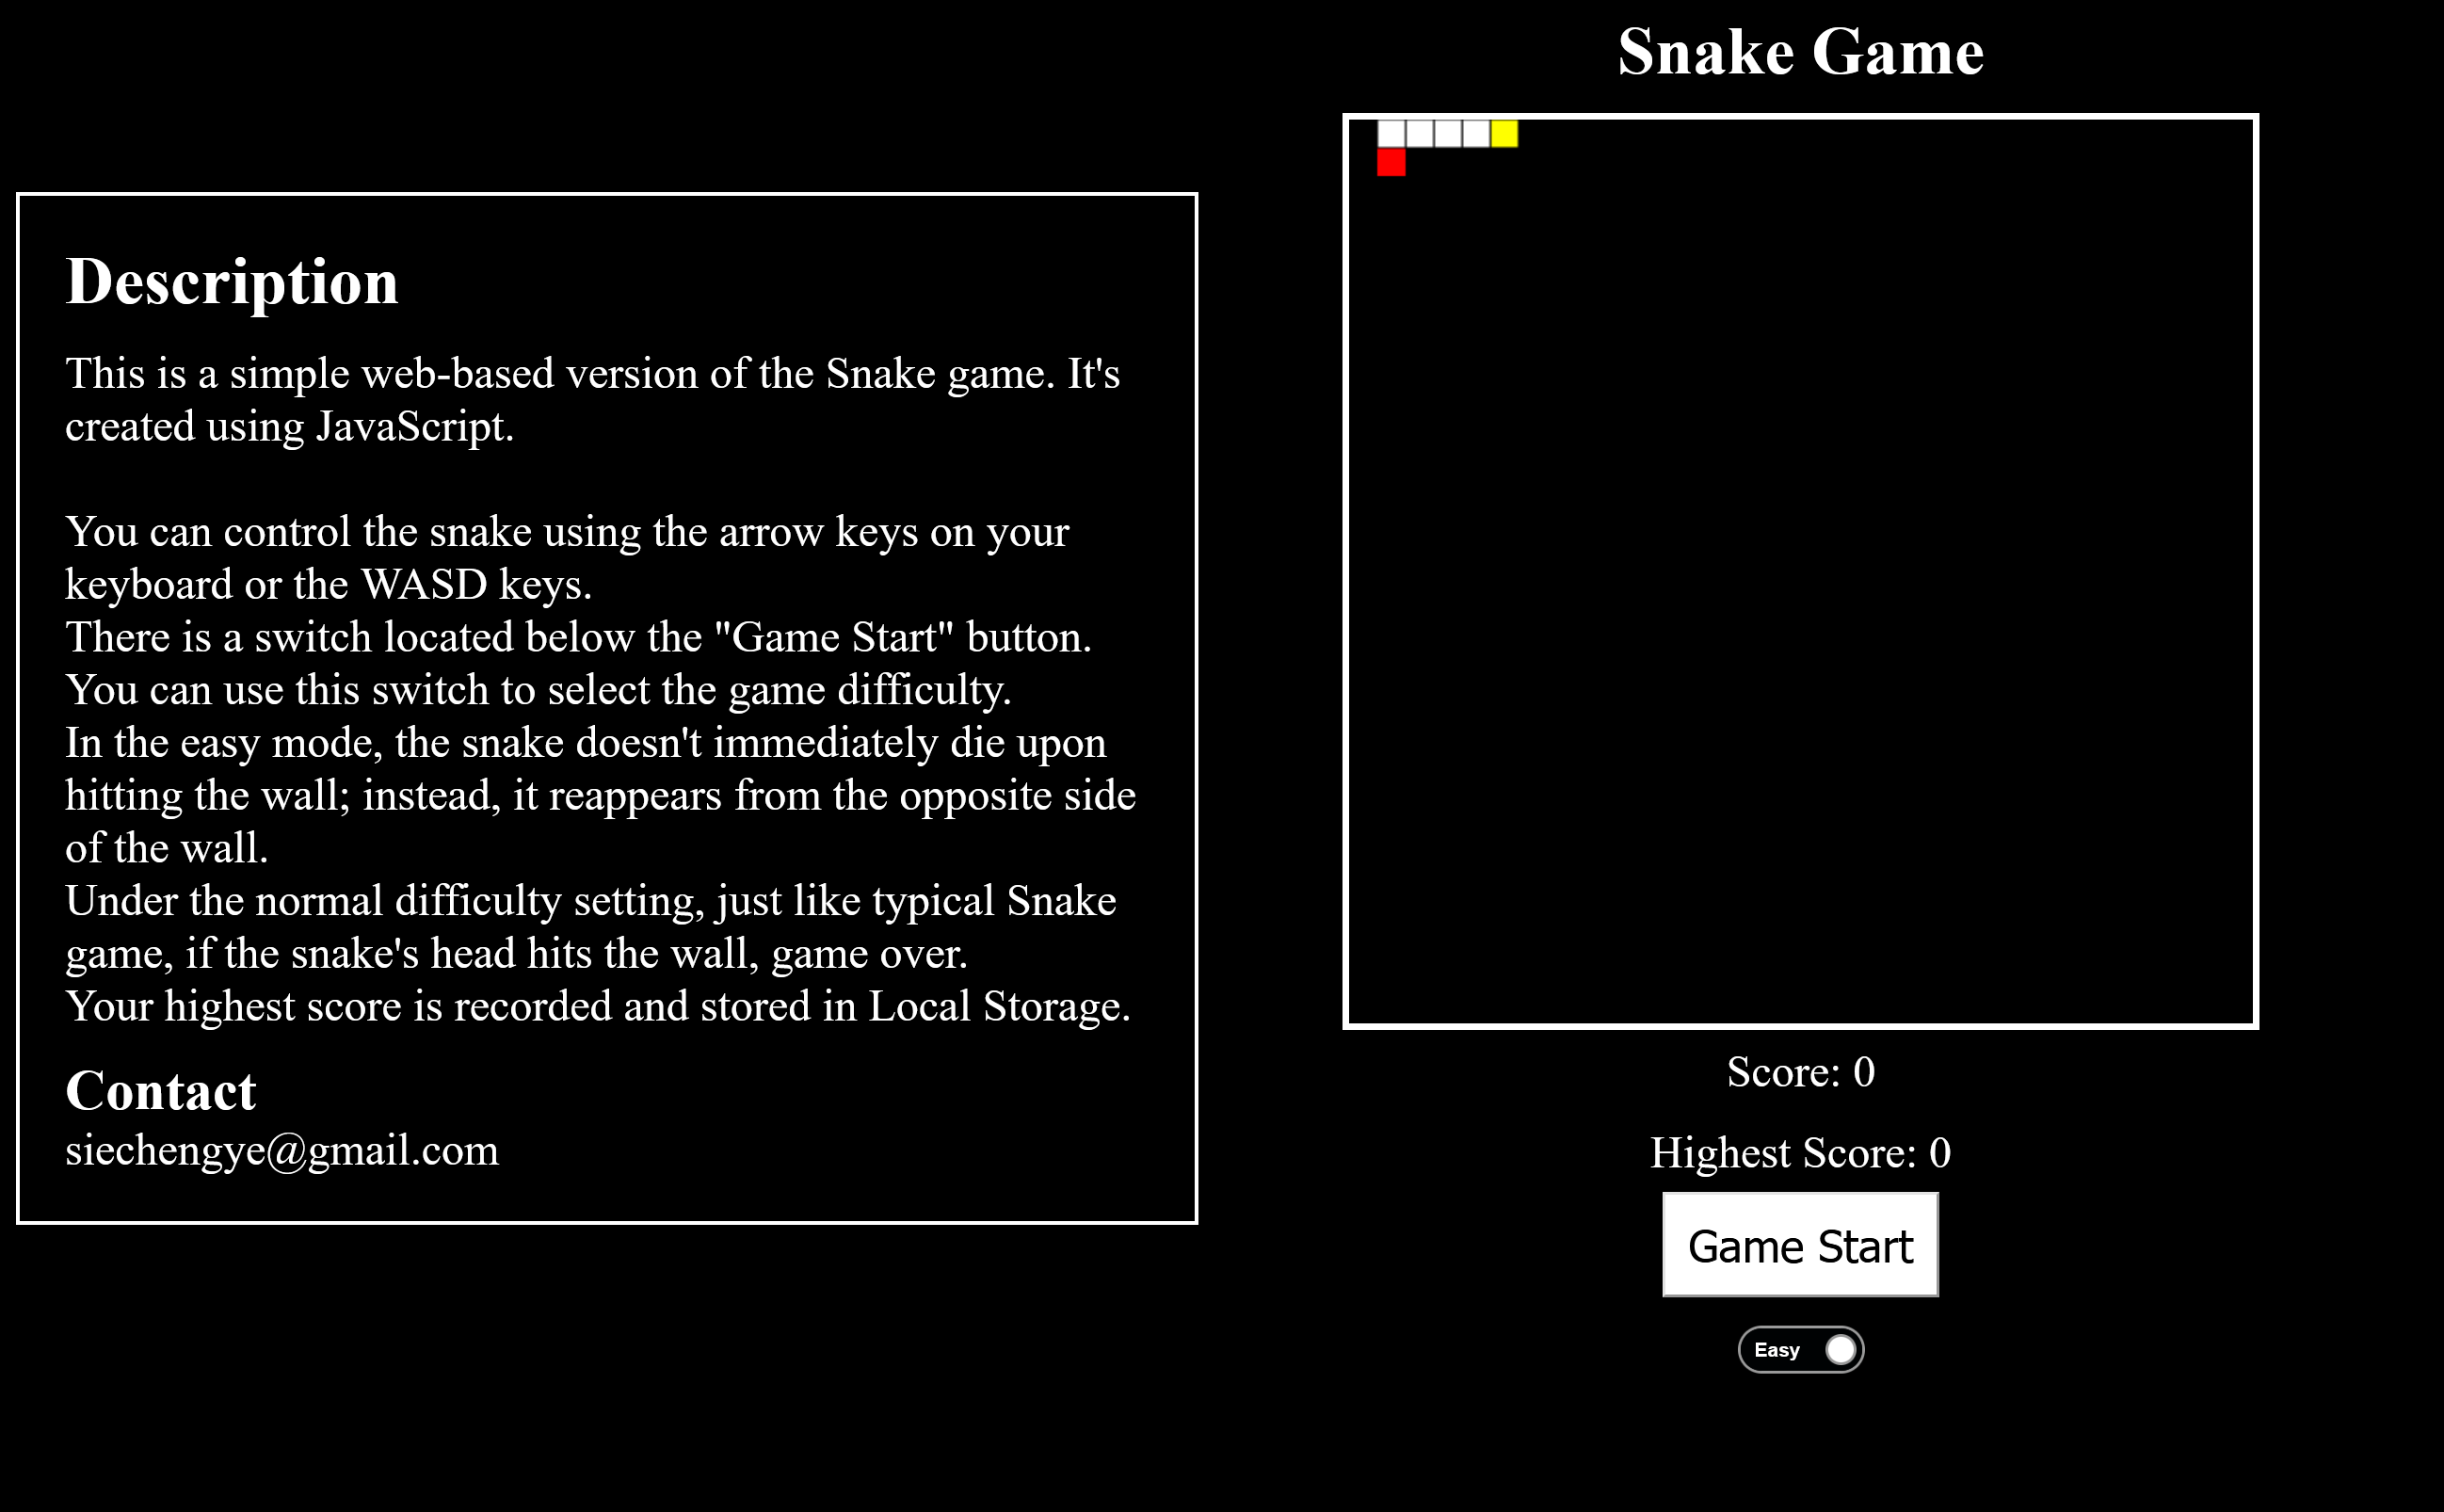 Snake Game
Description
This is a simple web-based version of the Snake game. It's
created using JavaScript.
You can control the snake using the arrow keys on your
keyboard or the WASD keys.
There is a switch located below the "Game Start" button.
You can use this switch to select the game difficulty.
In the easy mode, the snake doesn't immediately die upon
hitting the wall; instead, it reappears from the opposite side
of the wall.
Under the normal difficulty setting, just like typical Snake
game, if the snake's head hits the wall, game over.
Your highest score is recorded and stored in Local Storage.
Contact
siechengye@gmail.com
Score: 0
Highest Score: 0
Game Start
Easy